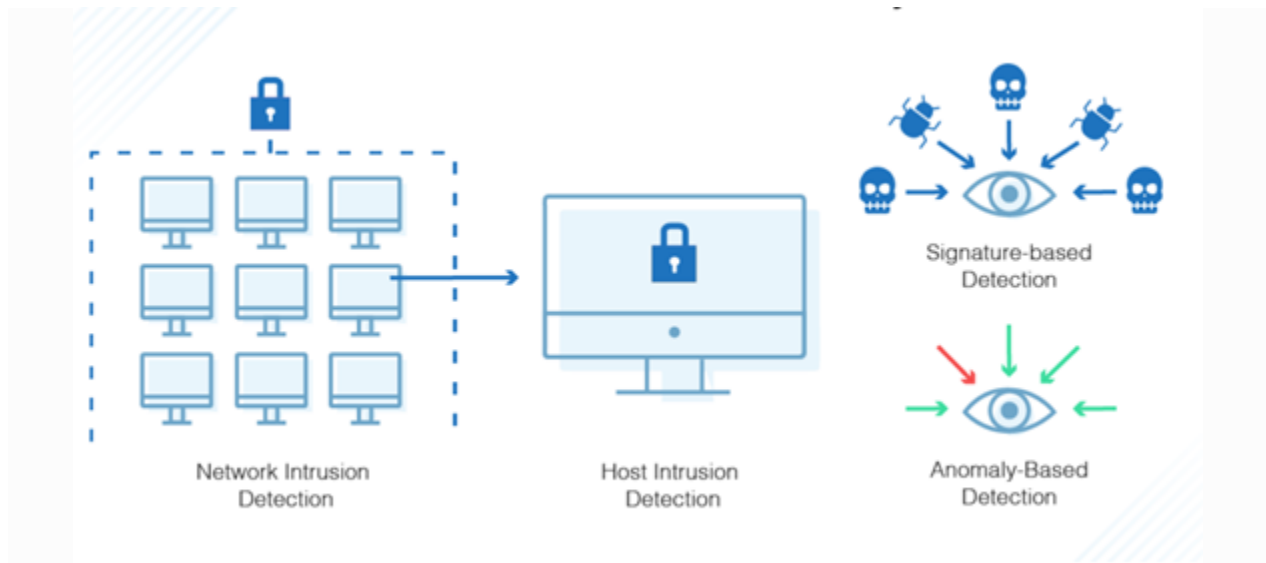 Network Intrusion
Detection
Host Intrusion
Detection
Signature-based
Detection
Anomaly-Based
Detection